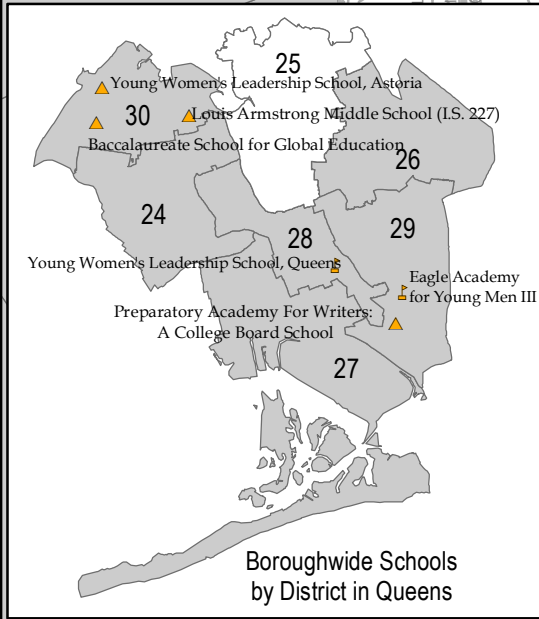 25
Young Women's Leadership School, Astoria
30
Louis Armstrong Middle School (I.S. 227)
Baccalaureate School for Global Education
26
24
29
28
Young Women's Leadership School, Queens
Eagle Academy
for Young Men III
Preparatory Academy For Writers:
A College Board School
27
Boroughwide Schools
by District in Queens